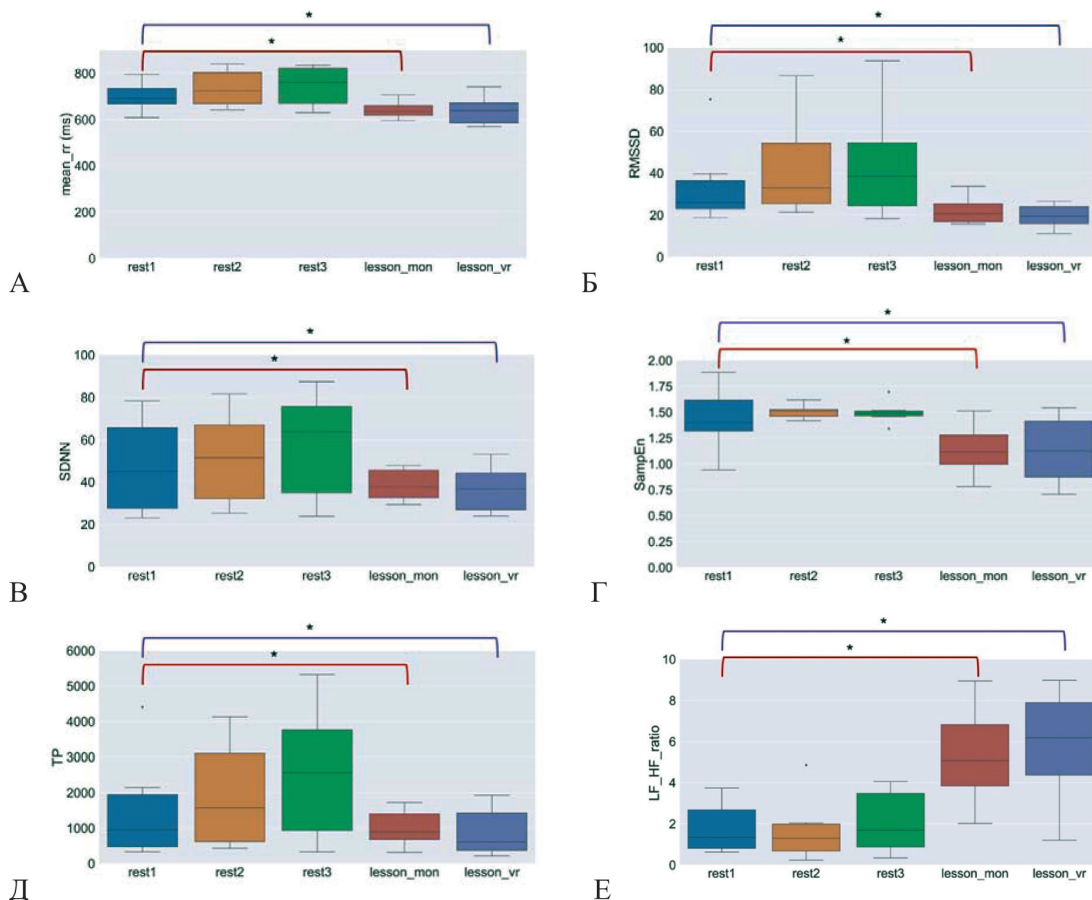 *
*
mean_rr (ms)
800
600
400
200
0
rest1 rest2 rest3 lesson_mon lesson_vr
А
*
*
RMSSD
100
80
60
40
20
0
rest1 rest2 rest3 lesson_mon lesson_vr
Б
*
*
SDNN
100
80
60
40
20
0
rest1 rest2 rest3 lesson_mon lesson_vr
В
*
*
SampEn
2.00
1.75
1.50
1.25
1.00
0.75
0.50
0.25
0.00
rest1 rest2 rest3 lesson_mon lesson_vr
Г
*
*
TP
6000
5000
4000
3000
2000
1000
0
rest1 rest2 rest3 lesson_mon lesson_vr
Д
*
*
LF_HF_ratio
10
8
6
4
2
0
rest1 rest2 rest3 lesson_mon lesson_vr
Е